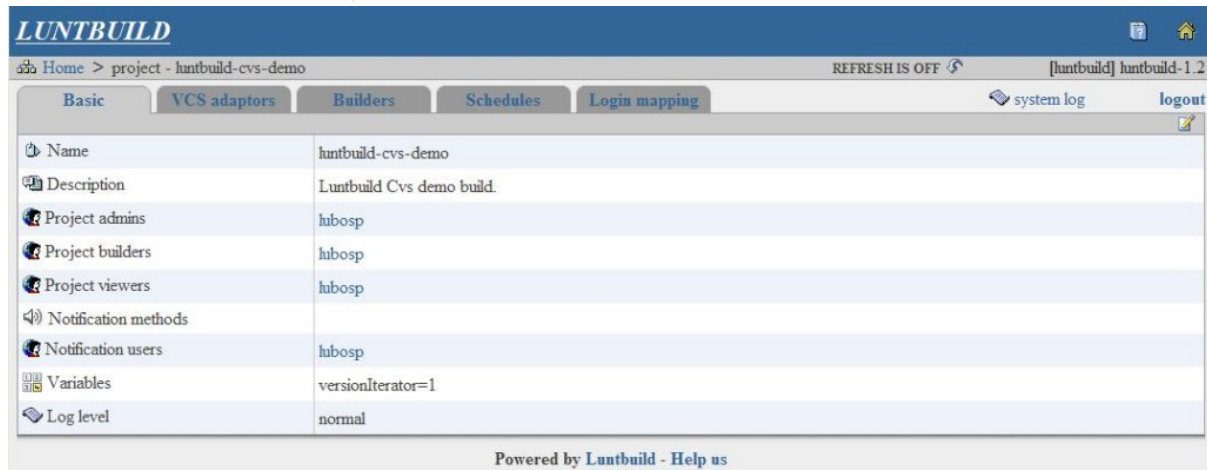 LUNTBUILD
Home > project - luntbuild-cvs-demo REFRESH IS OFF [luntbuild] luntbuild-1.2
Basic VCS adaptors Builders Schedules Login mapping system log logout
Name luntbuild-cvs-demo
Description Luntbuild Cvs demo build.
Project admins lubosp
Project builders lubosp
Project viewers lubosp
Notification methods
Notification users lubosp
Variables versionIterator=1
Log level normal
Powered by Luntbuild - Help us